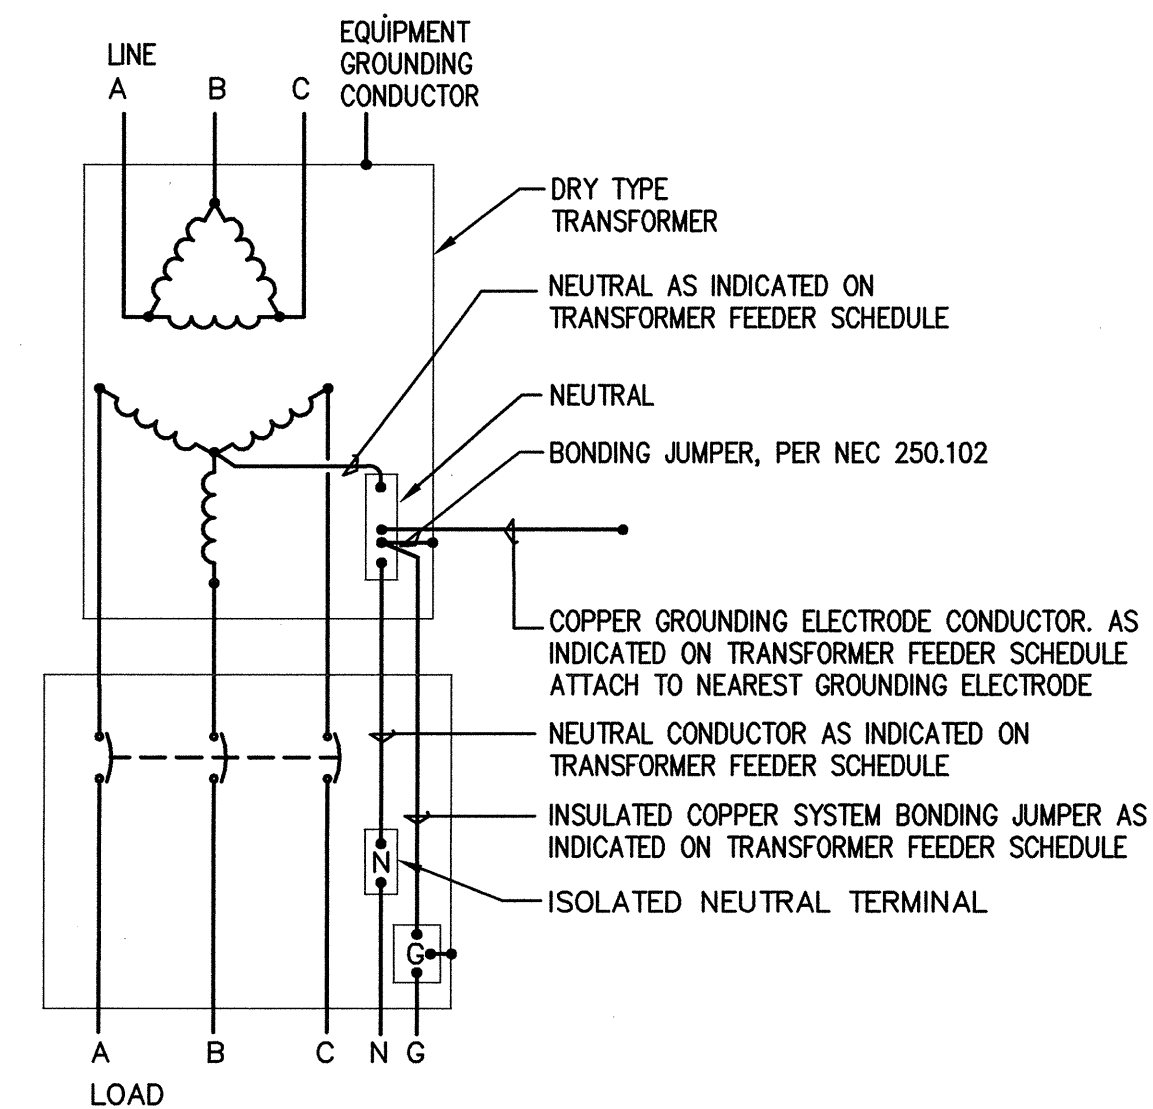 LINE
A B C
EQUIPMENT
GROUNDING
CONDUCTOR
DRY TYPE
TRANSFORMER
NEUTRAL AS INDICATED ON
TRANSFORMER FEEDER SCHEDULE
NEUTRAL
BONDING JUMPER, PER NEC 250.102
COPPER GROUNDING ELECTRODE CONDUCTOR. AS
INDICATED ON TRANSFORMER FEEDER SCHEDULE
ATTACH TO NEAREST GROUNDING ELECTRODE
NEUTRAL CONDUCTOR AS INDICATED ON
TRANSFORMER FEEDER SCHEDULE
INSULATED COPPER SYSTEM BONDING JUMPER AS
INDICATED ON TRANSFORMER FEEDER SCHEDULE
N
ISOLATED NEUTRAL TERMINAL
G
A B C N G
LOAD